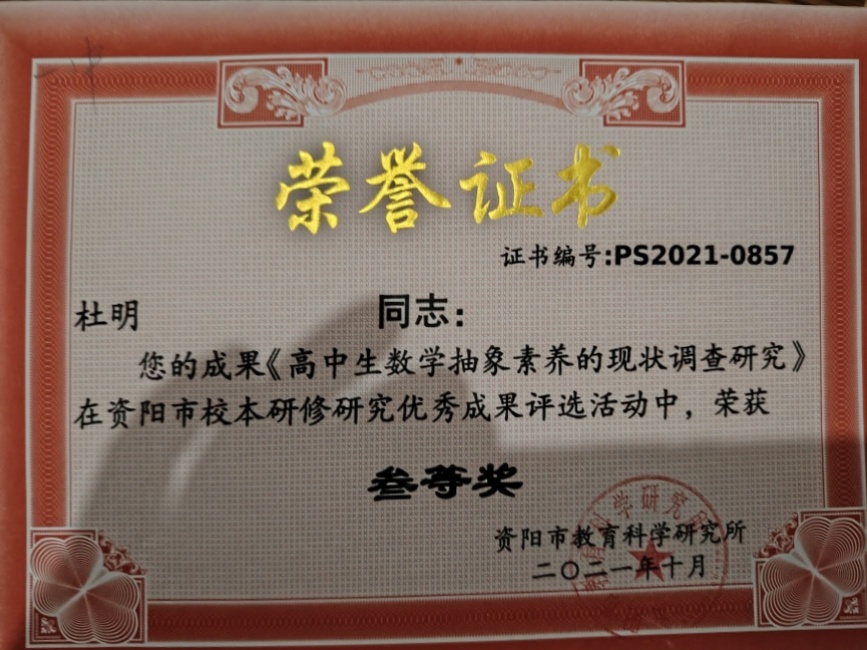 一中
荣誉证书
证书编号:PS2021-0857
杜明 同志：
您的成果《高中生数学抽象素养的现状调查研究》
在资阳市校本研修研究优秀成果评选活动中，荣获
叁等奖
资阳市教育科学研究所
二〇二一年十月